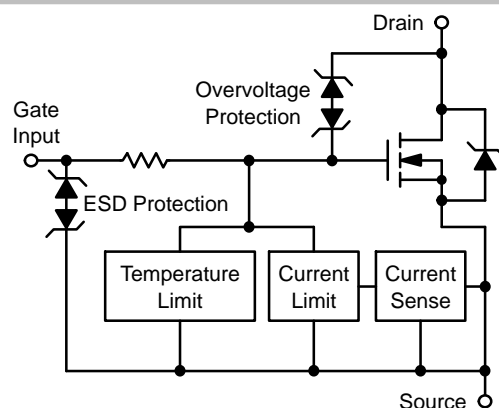 Drain
Overvoltage
Protection
Gate
Input
ESD Protection
Temperature
Limit
Current
Limit
Current
Sense
Source